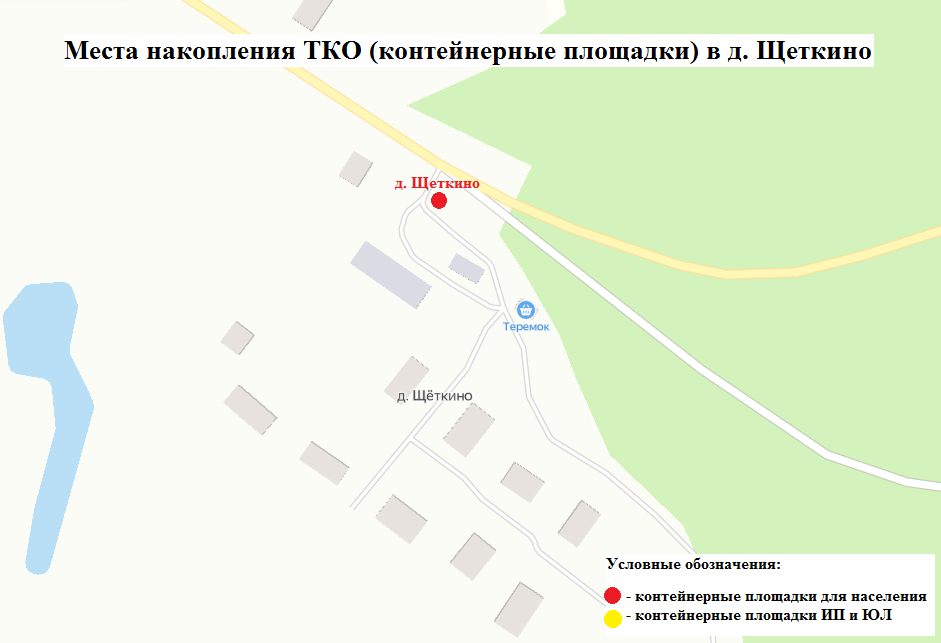 Места накопления ТКО (контейнерные площадки) в д. Щеткино
д. Щеткино
Теремок
д. Щёткино
Условные обозначения:
- контейнерные площадки для населения
- контейнерные площадки ИП и ЮЛ